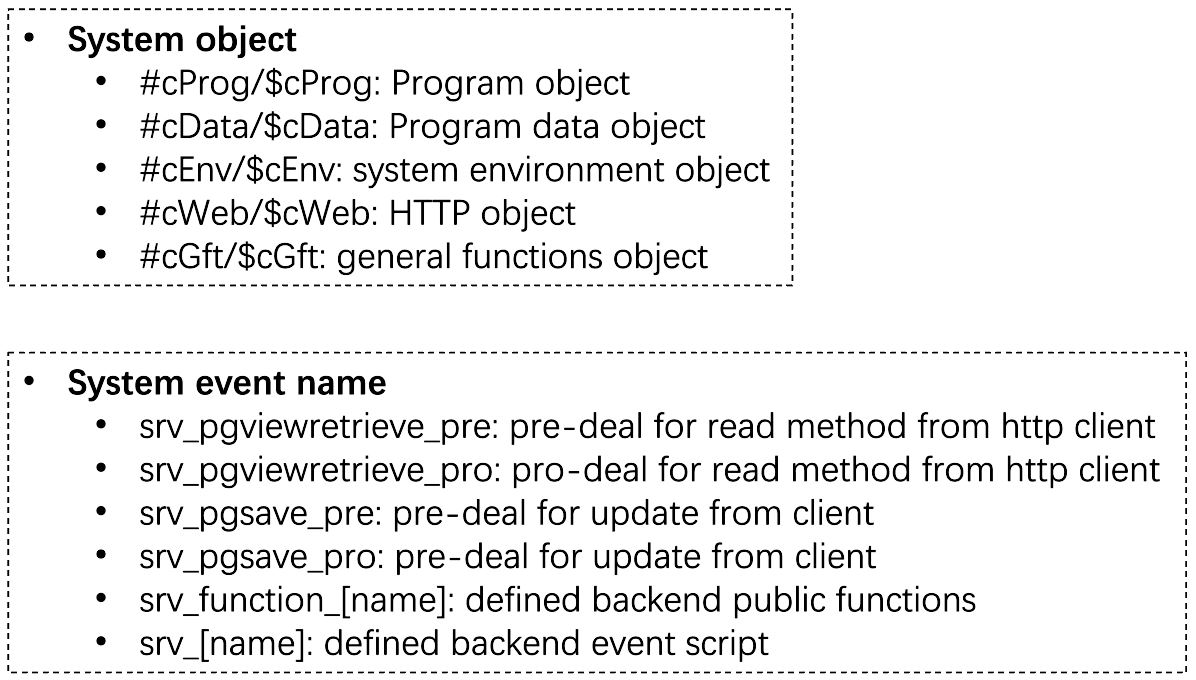 • System object
• #cProg/$cProg: Program object
• #cData/$cData: Program data object
• #cEnv/$cEnv: system environment object
• #cWeb/$cWeb: HTTP object
• #cGft/$cGft: general functions object
• System event name
• srv_pgviewretrieve_pre: pre-deal for read method from http client
• srv_pgviewretrieve_pro: pro-deal for read method from http client
• srv_pgsave_pre: pre-deal for update from client
• srv_pgsave_pro: pre-deal for update from client
• srv_function_[name]: defined backend public functions
• srv_[name]: defined backend event script